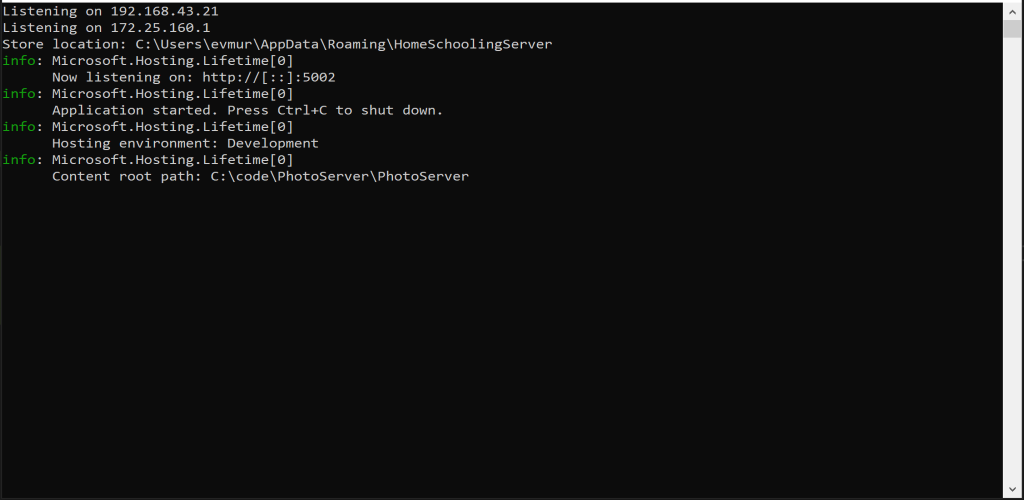 Listening on 192.168.43.21
Listening on 172.25.160.1
Store location: C:\Users\evmur\AppData\Roaming\HomeSchoolingServer
info: Microsoft.Hosting.Lifetime[0]
      Now listening on: http://[::]:5002
info: Microsoft.Hosting.Lifetime[0]
      Application started. Press Ctrl+C to shut down.
info: Microsoft.Hosting.Lifetime[0]
      Hosting environment: Development
info: Microsoft.Hosting.Lifetime[0]
      Content root path: C:\code\PhotoServer\PhotoServer